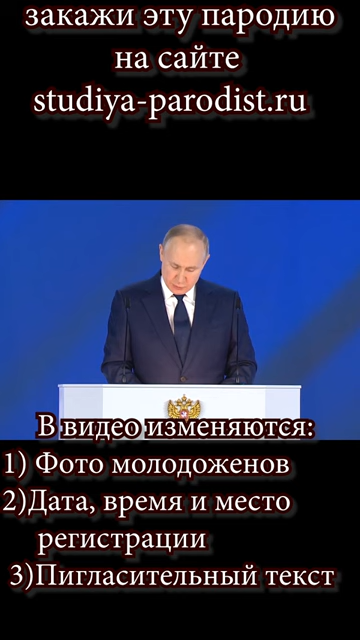 закажи эту пародию
на сайте
studiya-parodist.ru
В видео изменяются:
1) Фото молодоженов
2)Дата, время и место
регистрации
3)Пигласительный текст